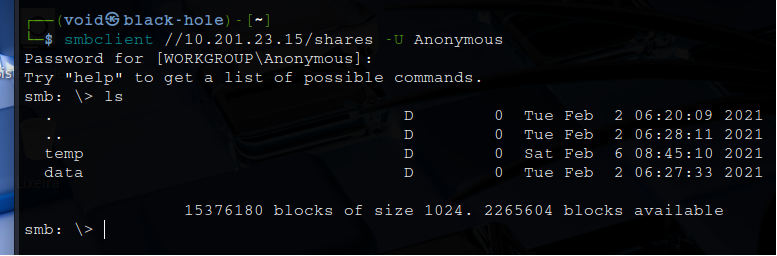 ┌──(void㉿black-hole)-[~]
└─$ smbclient //10.201.23.15/shares -U Anonymous
Password for [WORKGROUP\Anonymous]:
Try "help" to get a list of possible commands.
smb: \> ls
  .                                   D        0  Tue Feb  2 06:20:09 2021
  ..                                  D        0  Tue Feb  2 06:28:11 2021
  temp                                D        0  Sat Feb  6 08:45:10 2021
  data                                D        0  Tue Feb  2 06:27:33 2021
                15376180 blocks of size 1024. 2265604 blocks available
smb: \>